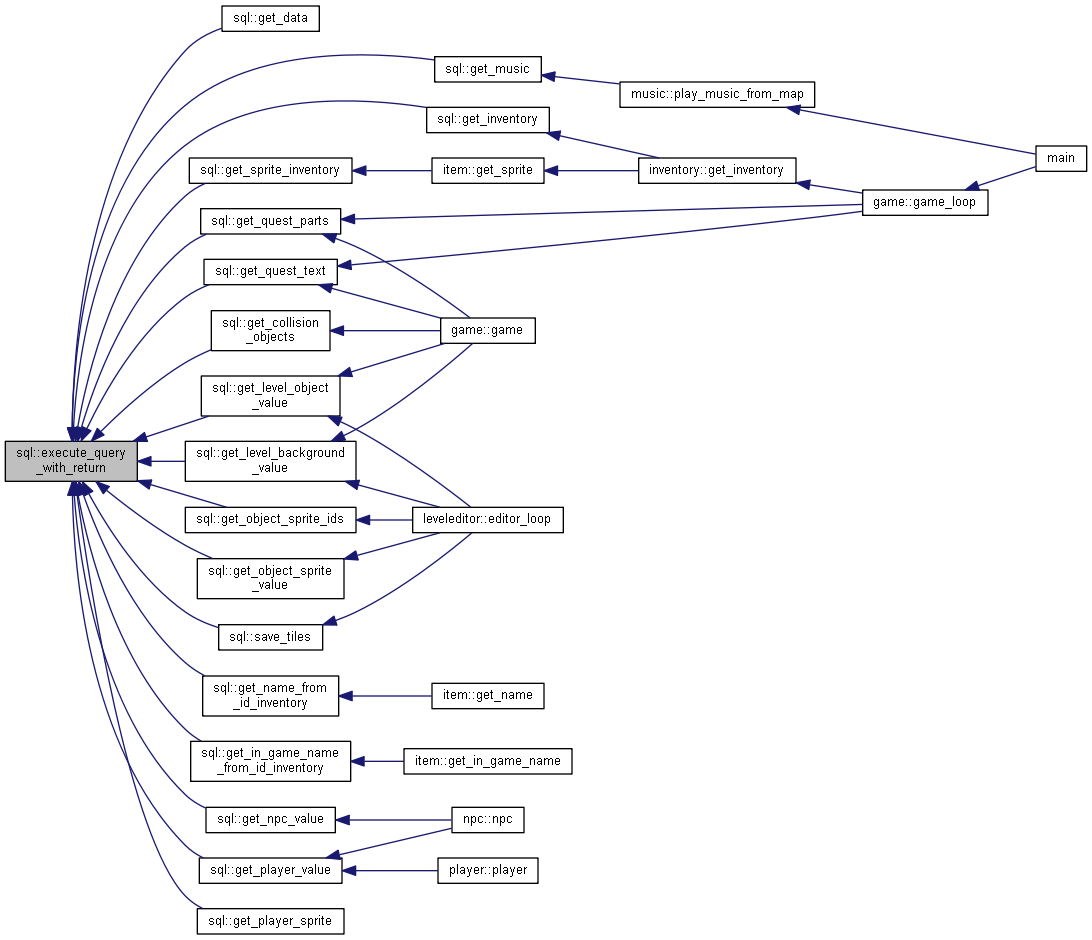 sql::get_data
sql::get_music
music::play_music_from_map
sql::get_inventory
main
sql::get_sprite_inventory
item::get_sprite
inventory::get_inventory
game::game_loop
sql::get_quest_parts
sql::get_quest_text
sql::get_collision
_objects
game::game
sql::get_level_object
_value
sql::execute_query
_with_return
sql::get_level_background
_value
sql::get_object_sprite_ids
leveleditor::editor_loop
sql::get_object_sprite
_value
sql::save_tiles
sql::get_name_from
_id_inventory
item::get_name
sql::get_in_game_name
_from_id_inventory
item::get_in_game_name
sql::get_npc_value
npc::npc
sql::get_player_value
player::player
sql::get_player_sprite